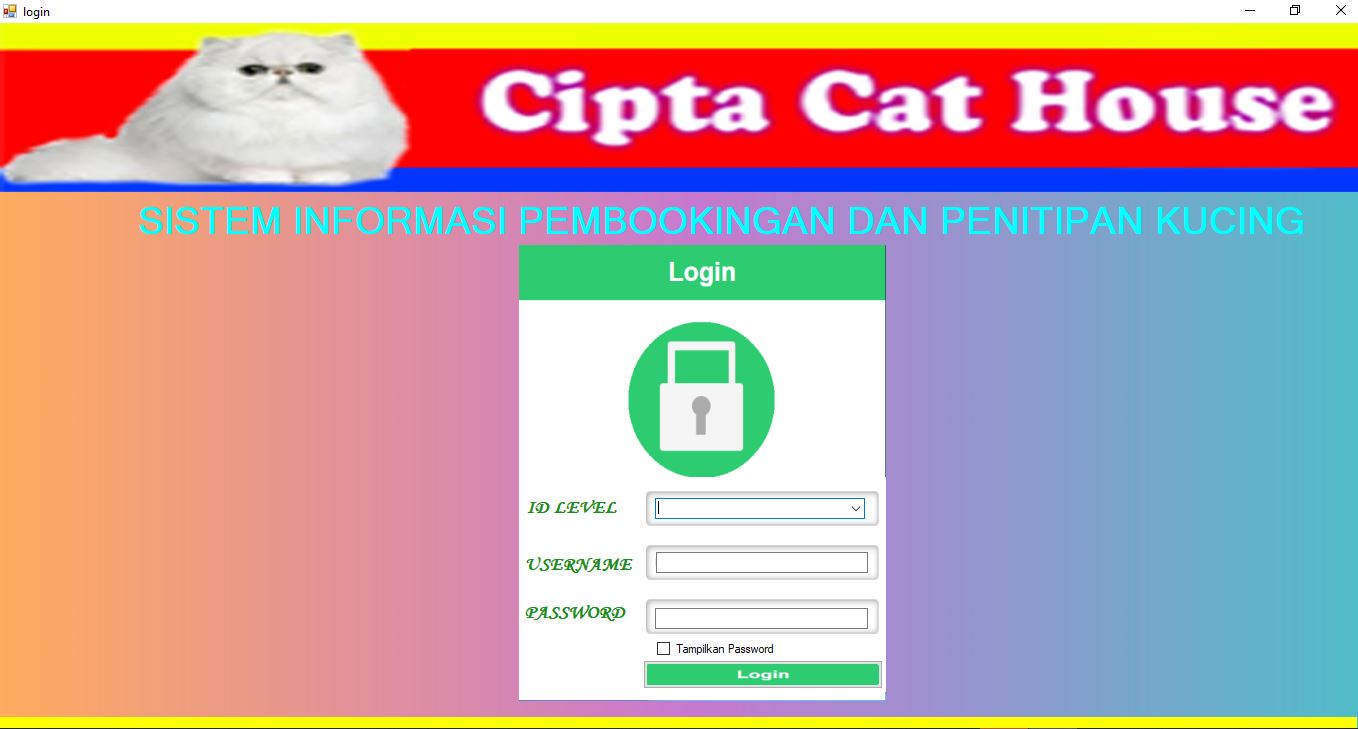 login
Cipta Cat House
SISTEM INFORMASI PEMBOOKINGAN DAN PENITIPAN KUCING
Login
ID LEVEL
USERNAME
PASSWORD
Tampilkan Password
Login